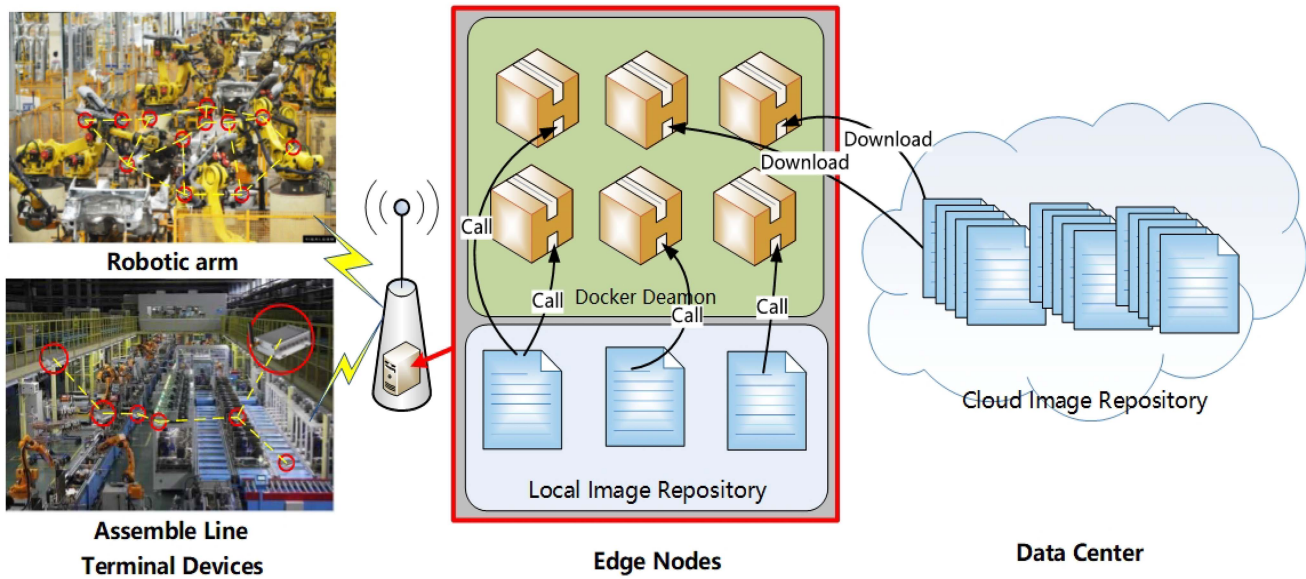 Robotic arm
Assemble Line
Terminal Devices
Call
Call
Call
Call
Docker Deamon
Local Image Repository
Edge Nodes
Download
Download
Cloud Image Repository
Data Center